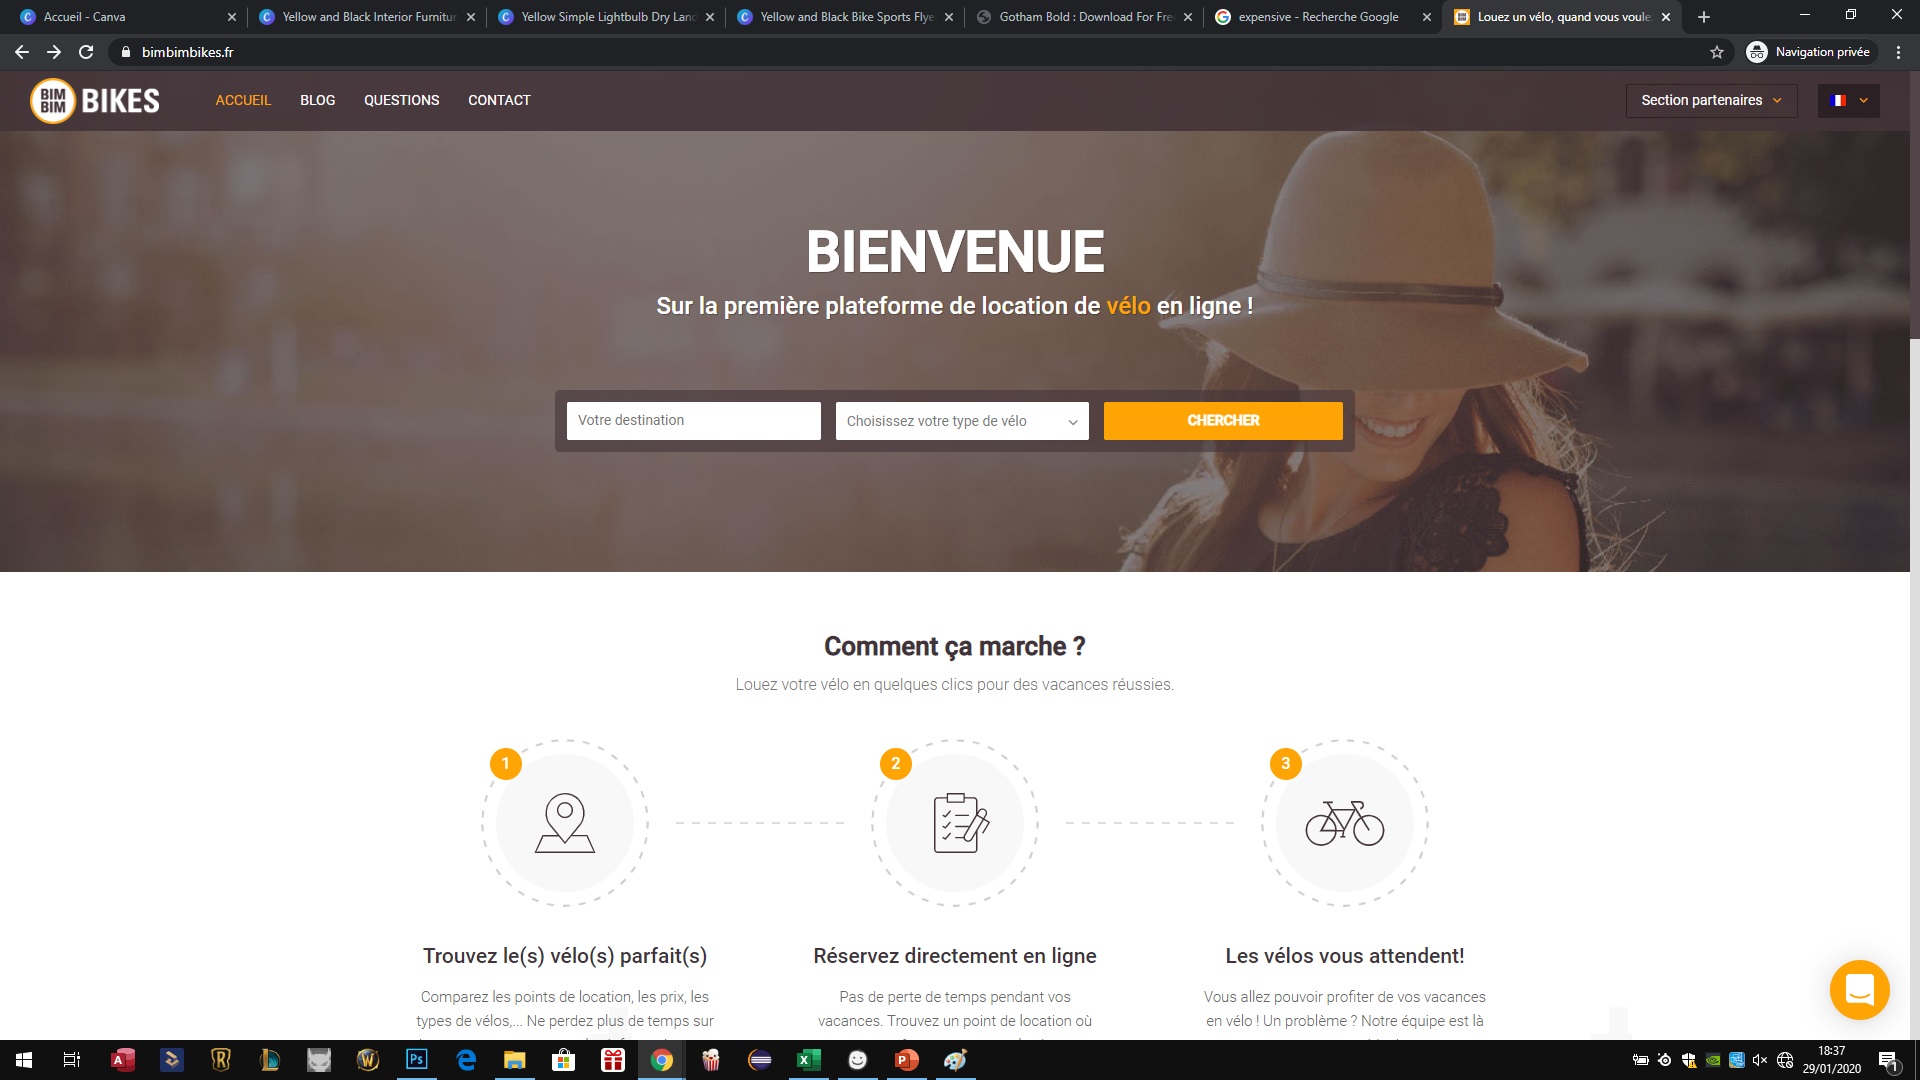 Accueil - Canva
Yellow and Black Interior Furnitur
Yellow Simple Lightbulb Dry Land
Yellow and Black Bike Sports Flye
Gotham Bold : Download For Fre
expensive - Recherche Google
Louez un vélo, quand vous voule
bimbimbikes.fr
Navigation privée
BIM BIM BIKES
ACCUEIL
BLOG
QUESTIONS
CONTACT
Section partenaires
BIENVENUE
Sur la première plateforme de location de vélo en ligne !
Votre destination
Choisissez votre type de vélo
CHERCHER
Comment ça marche ?
Louez votre vélo en quelques clics pour des vacances réussies.
1
2
3
Trouvez le(s) vélo(s) parfait(s)
Comparez les points de location, les prix, les
types de vélos,... Ne perdez plus de temps sur
Réservez directement en ligne
Pas de perte de temps pendant vos
vacances. Trouvez un point de location où
Les vélos vous attendent!
Vous allez pouvoir profiter de vos vacances
en vélo ! Un problème ? Notre équipe est là
18:37
29/01/2020
1